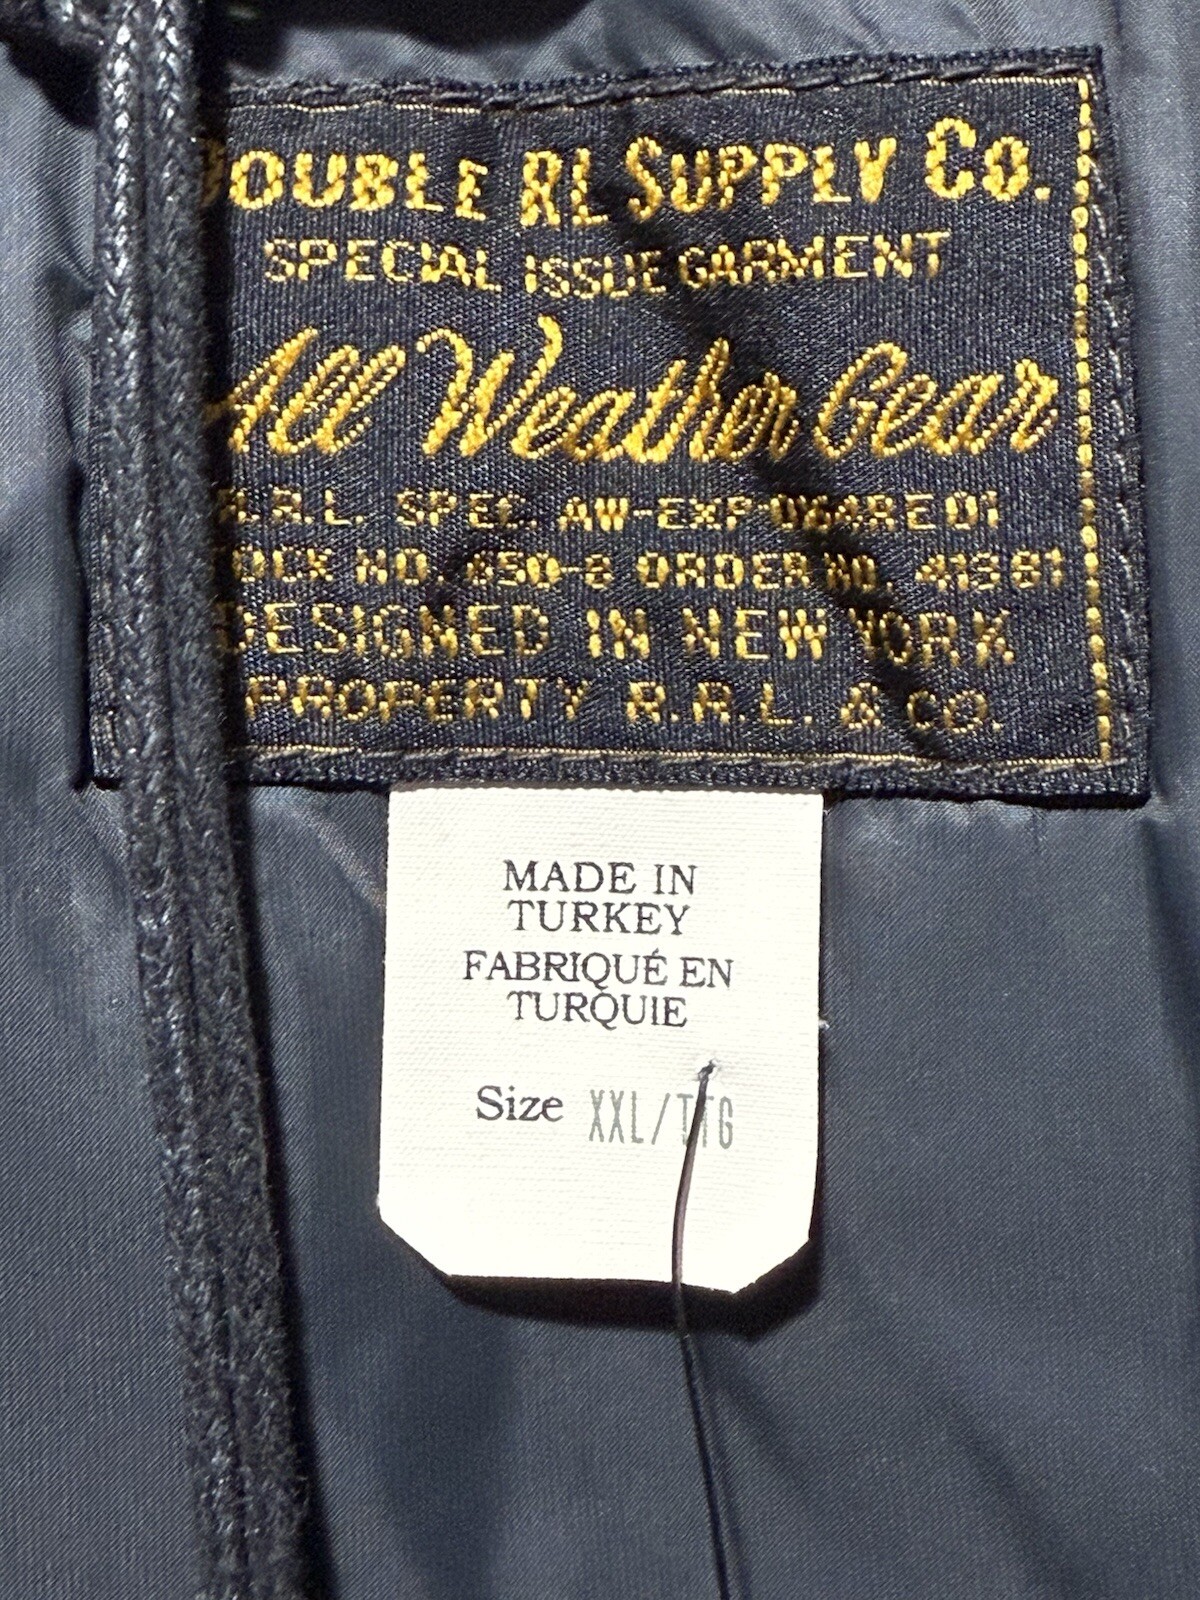 DOUBLE RL SUPPLY CO.
SPECIAL ISSUE GARMENT
All Weather Gear
R.R.L. SPEC. AW-EXP
NO. ORDER NO.
DESIGNED IN NEW YORK
PROPERTY R.R.L. & CO.
MADE IN
TURKEY
FABRIQUÉ EN
TURQUIE
Size XXL/TTG